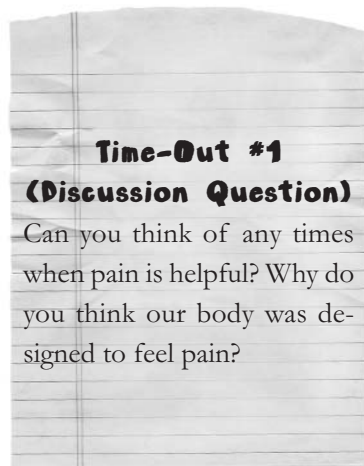 Time-Out #1
(Discussion Question)
Can you think of any times
when pain is helpful? Why do
you think our body was de-
signed to feel pain?